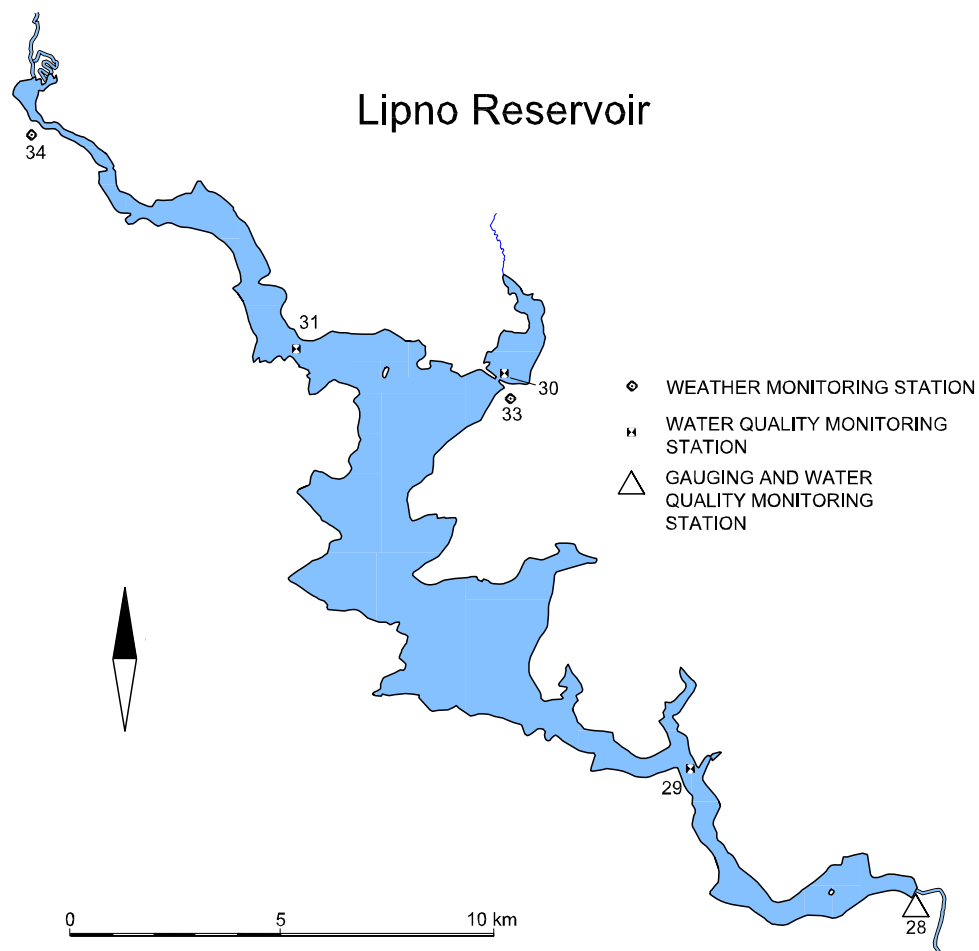 Lipno Reservoir
34
31
30
33
WEATHER MONITORING STATION
WATER QUALITY MONITORING
STATION
GAUGING AND WATER
QUALITY MONITORING
STATION
29
28
0 5 10 km